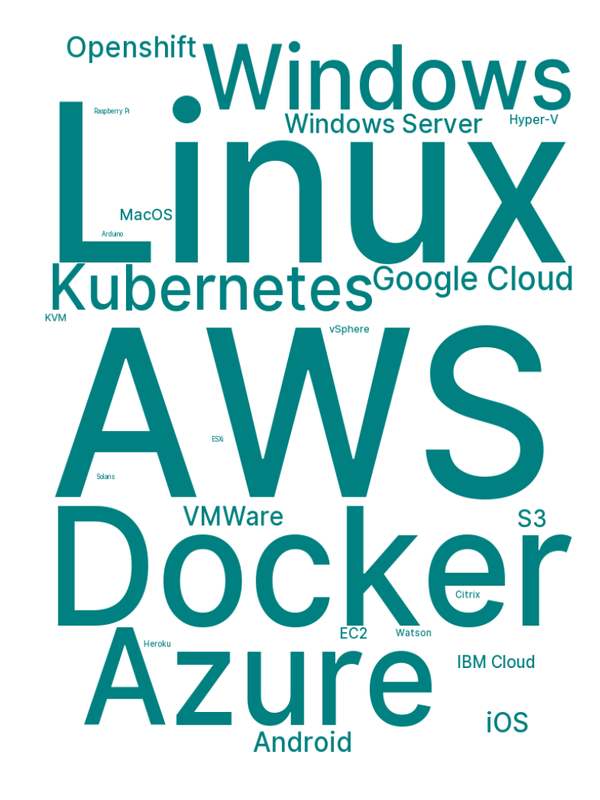 Openshift
Windows
Raspberry Pi
Windows Server
Hyper-V
Linux
MacOS
Arduino
Kubernetes
Google Cloud
KVM
vSphere
AWS
ESXi
Solaris
VMWare
S3
Docker
Citrix
EC2
Watson
Heroku
Azure
IBM Cloud
iOS
Android